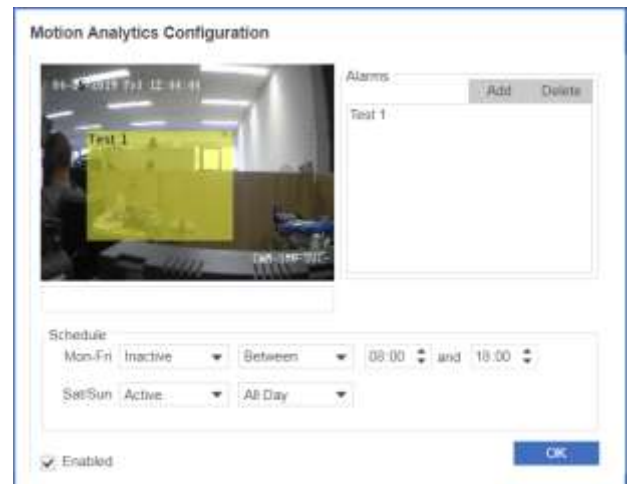 Motion Analytics Configuration
Alarms
Add Delete
Test 1
Test 1
Schedule
Mon-Fri Inactive Between 08:00 and 18:00
Sat/Sun Active All Day
Enabled
OK